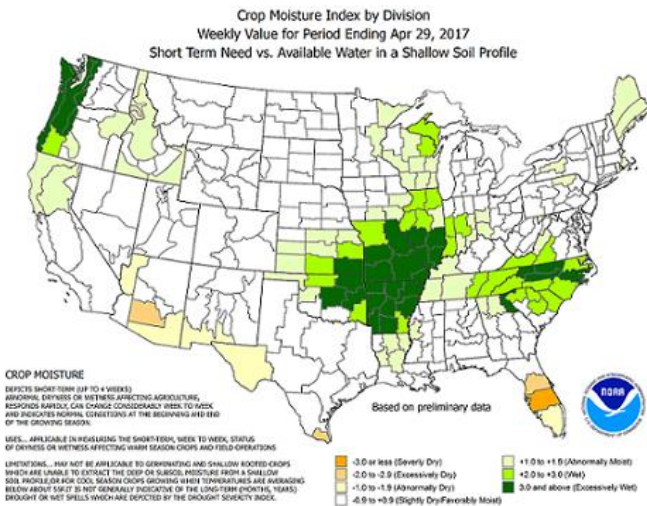 Crop Moisture Index by Division
Weekly Value for Period Ending Apr 29, 2017
Short Term Need vs. Available Water in a Shallow Soil Profile
CROP MOISTURE
DEPICTS SHORT-TERM (UP TO 4 WEEKS)
ABNORMAL DRYNESS OR WETNESS AFFECTING AGRICULTURE,
RESPONDS RAPIDLY, CAN CHANGE CONSIDERABLY WEEK TO WEEK
AND INDICATES NORMAL CONDITIONS AT THE BEGINNING AND END
OF THE GROWING SEASON.
USES... APPLICABLE IN MEASURING THE SHORT-TERM, WEEK TO WEEK, STATUS
OF DRYNESS OR WETNESS AFFECTING WARM SEASON CROPS AND FIELD OPERATIONS
LIMITATIONS... MAY NOT BE APPLICABLE TO GERMINATING AND SHALLOW ROOTED CROPS
WHICH ARE UNABLE TO EXTRACT THE DEEP OR SUBSOIL MOISTURE FROM A SHALLOW
SOIL PROFILE, OR FOR COOL SEASON CROPS GROWING WHEN TEMPERATURES ARE AVERAGING
BELOW ABOUT 55F. IT IS NOT GENERALLY INDICATIVE OF THE LONG-TERM (MONTHS, YEARS)
DROUGHT OR WET SPELLS WHICH ARE DEPICTED BY THE DROUGHT SEVERITY INDEX.
Based on preliminary data
NOAA
-3.0 or less (Severly Dry)
-2.0 to -2.9 (Excessively Dry)
-1.0 to -1.9 (Abnormally Dry)
-0.9 to +0.9 (Slightly Dry/Favorably Moist)
+1.0 to +1.9 (Abnormally Moist)
+2.0 to +3.0 (Wet)
3.0 and above (Excessively Wet)